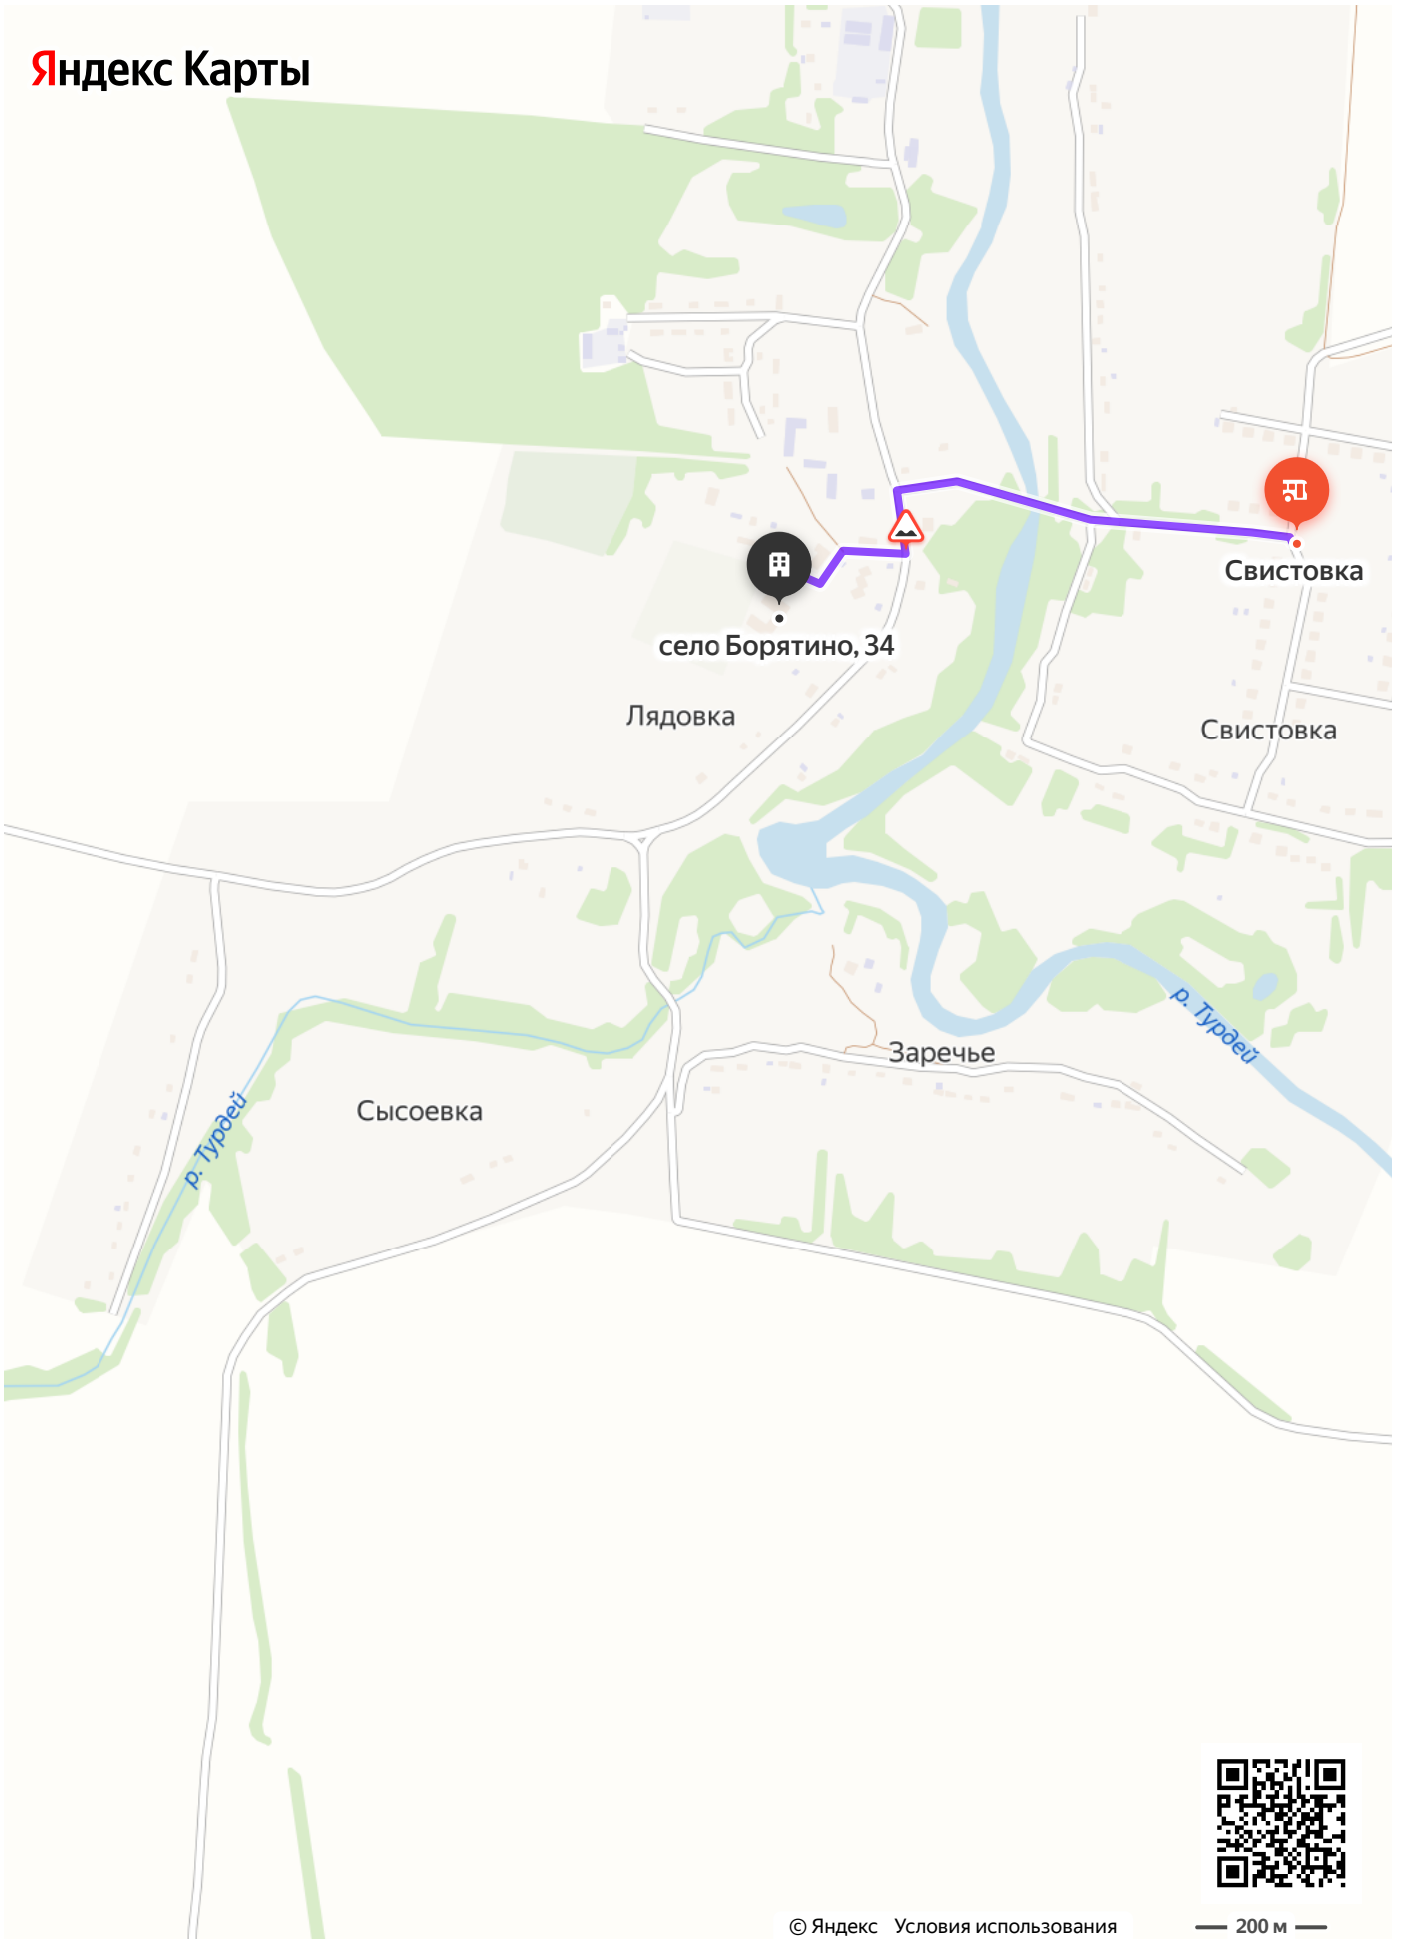 Яндекс Карты
Свистовка
село Борятино, 34
Лядовка
Свистовка
р. Турдей
Заречье
Сысоевка
р. Турдей
© Яндекс Условия использования
200 м